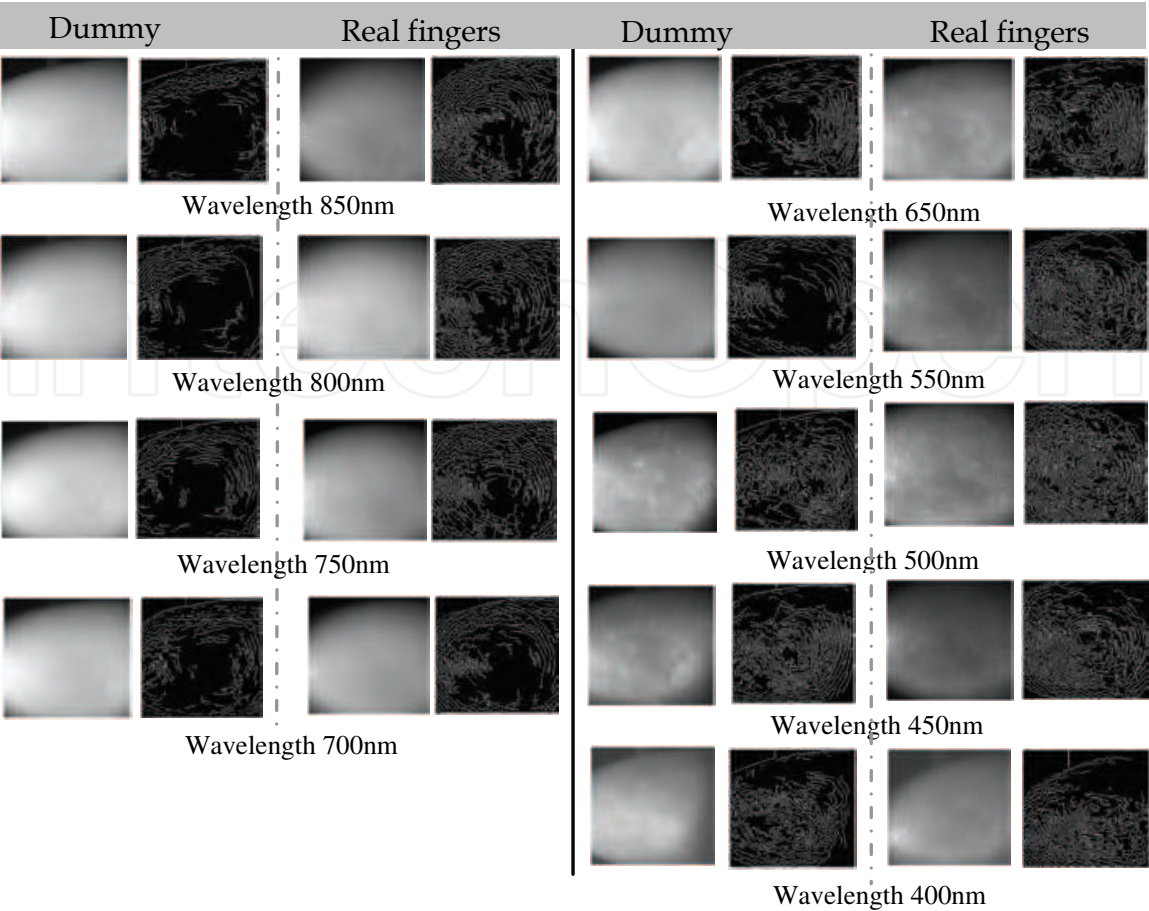 Dummy Real fingers Dummy Real fingers
Wavelength 850nm
Wavelength 650nm
Wavelength 800nm
Wavelength 550nm
Wavelength 750nm
Wavelength 500nm
Wavelength 700nm
Wavelength 450nm
Wavelength 400nm
intechopen